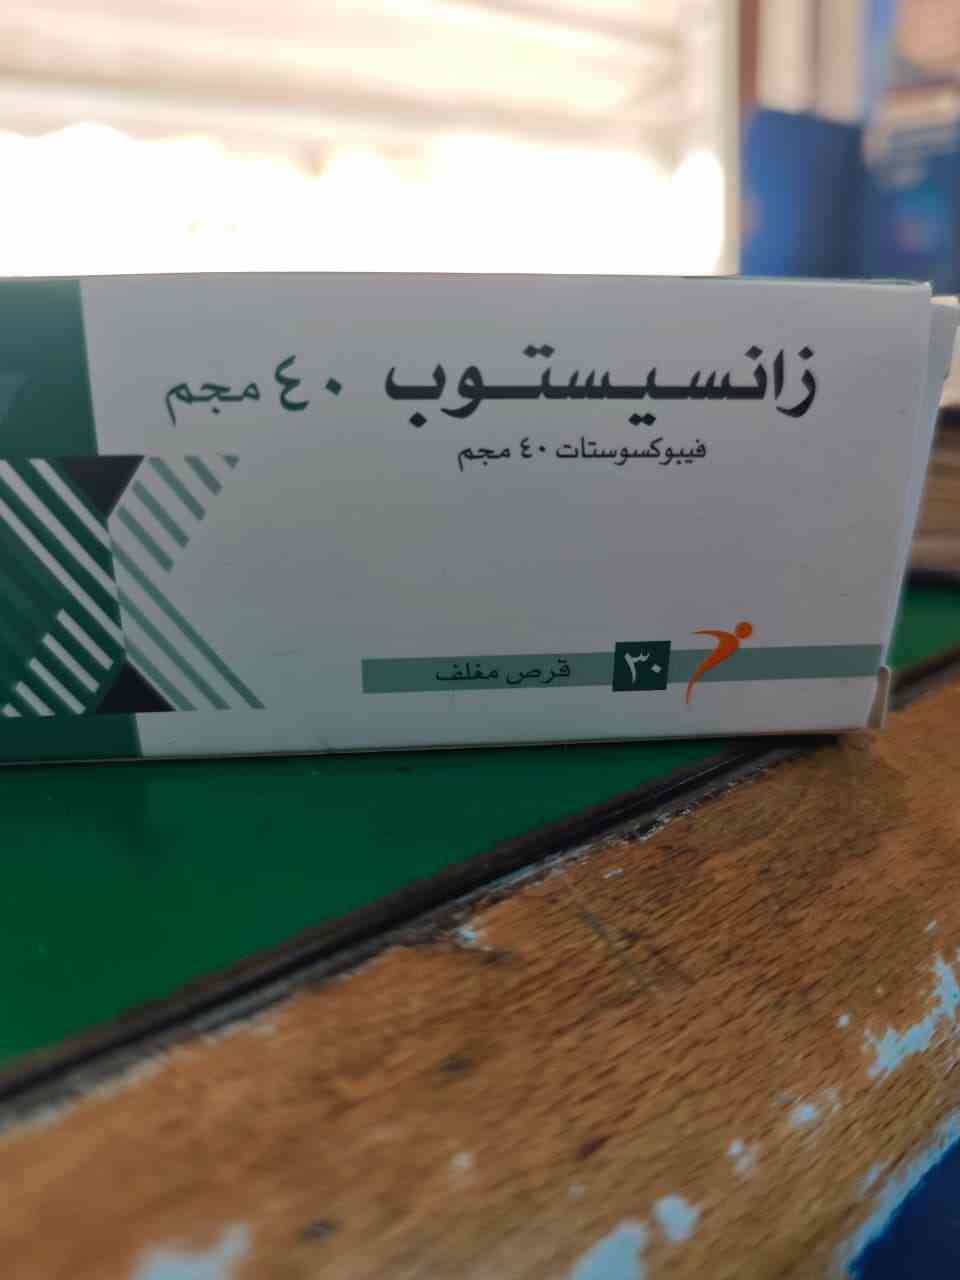 زانسيستوب ٤٠ مجم
فيبوكسوستات ٤٠ مجم
٣٠ قرص مغلف